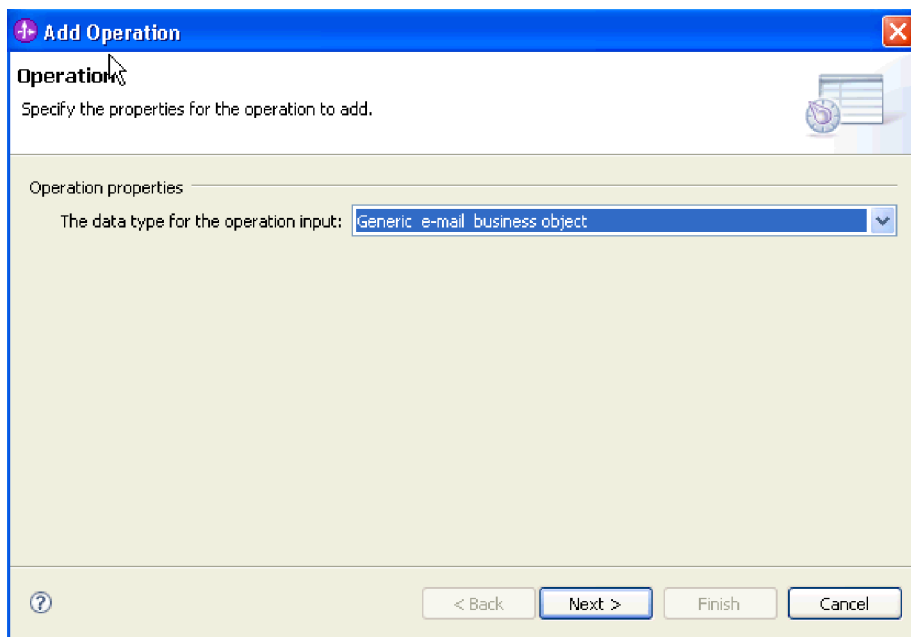 Add Operation
Operation
Specify the properties for the operation to add.
Operation properties
The data type for the operation input: Generic e-mail business object
?
< Back Next > Finish Cancel